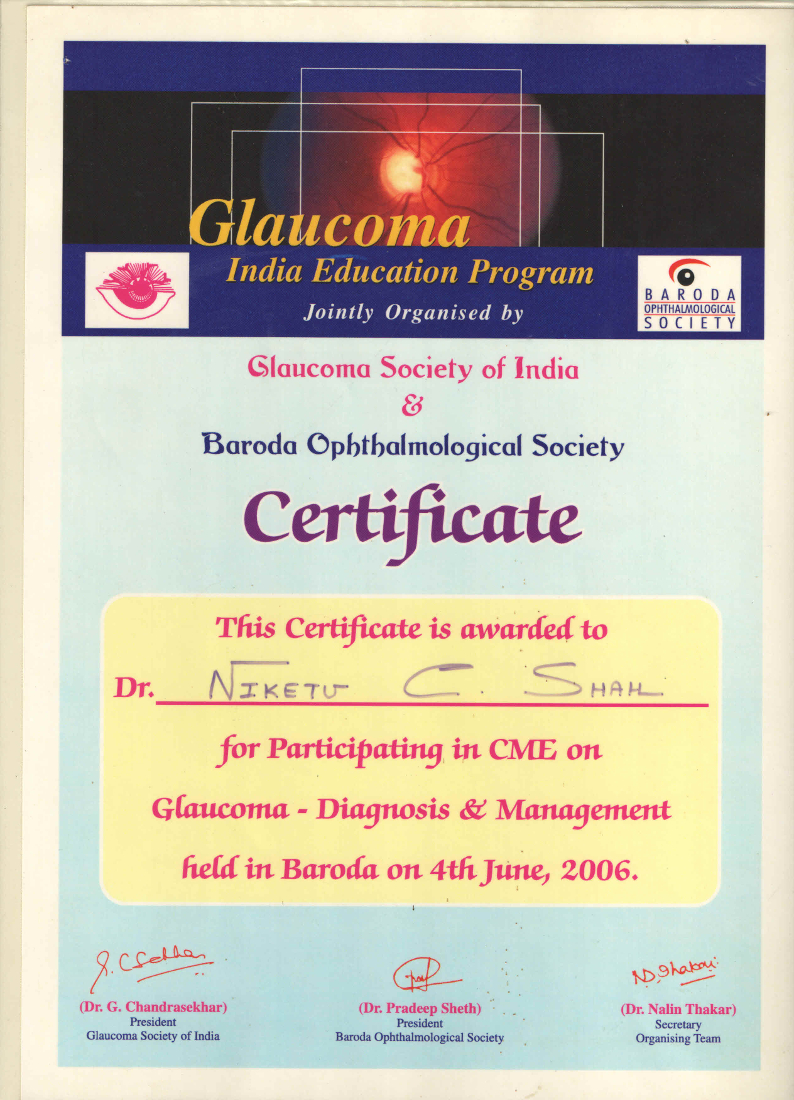 Glaucoma
India Education Program
Jointly Organised by
BARODA
OPHTHALMOLOGICAL
SOCIETY
Glaucoma Society of India
&
Baroda Ophthalmological Society
Certificate
This Certificate is awarded to
Dr. NIKETU C. SHAH
for Participating in CME on
Glaucoma - Diagnosis & Management
held in Baroda on 4th June, 2006.
G. C Sekhar
N.D. Thakar
(Dr. G. Chandrasekhar)
President
Glaucoma Society of India
(Dr. Pradeep Sheth)
President
Baroda Ophthalmological Society
(Dr. Nalin Thakar)
Secretary
Organising Team